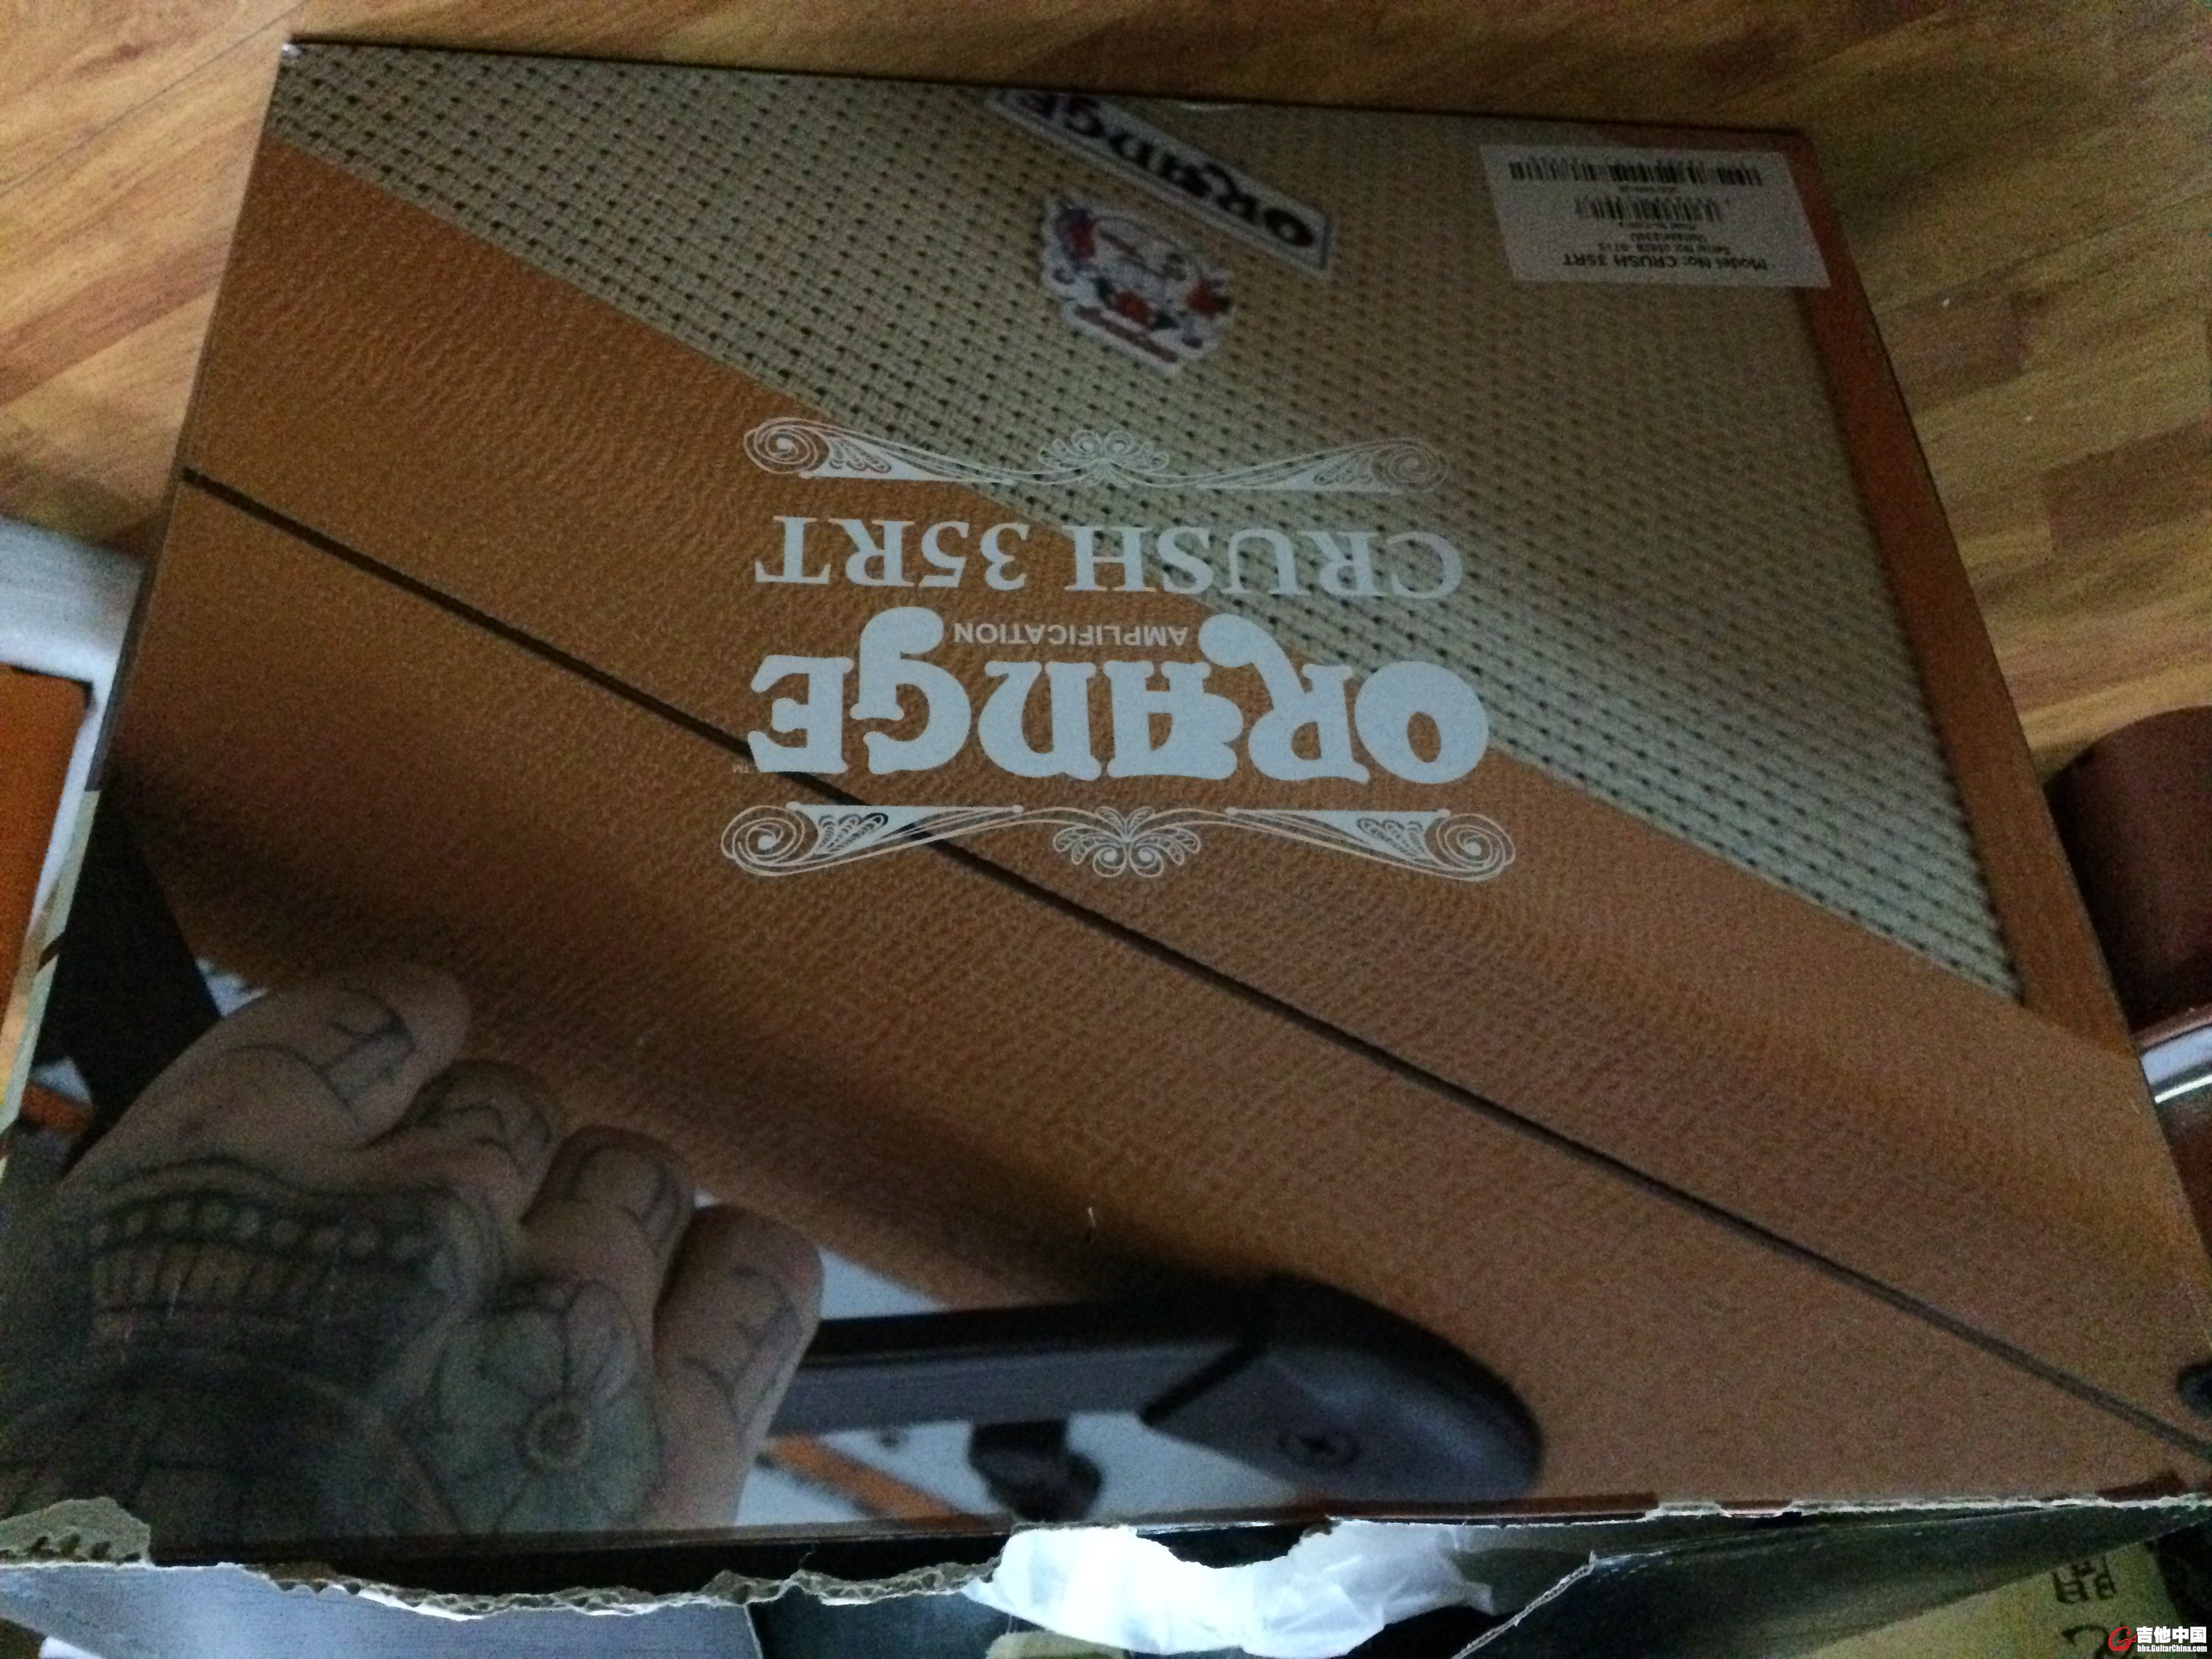 ORANGE
AMPLIFICATION
CRUSH 35RT
ORANGE
Model No: CRUSH 35RT
吉他中国
bbs.GuitarChina.com